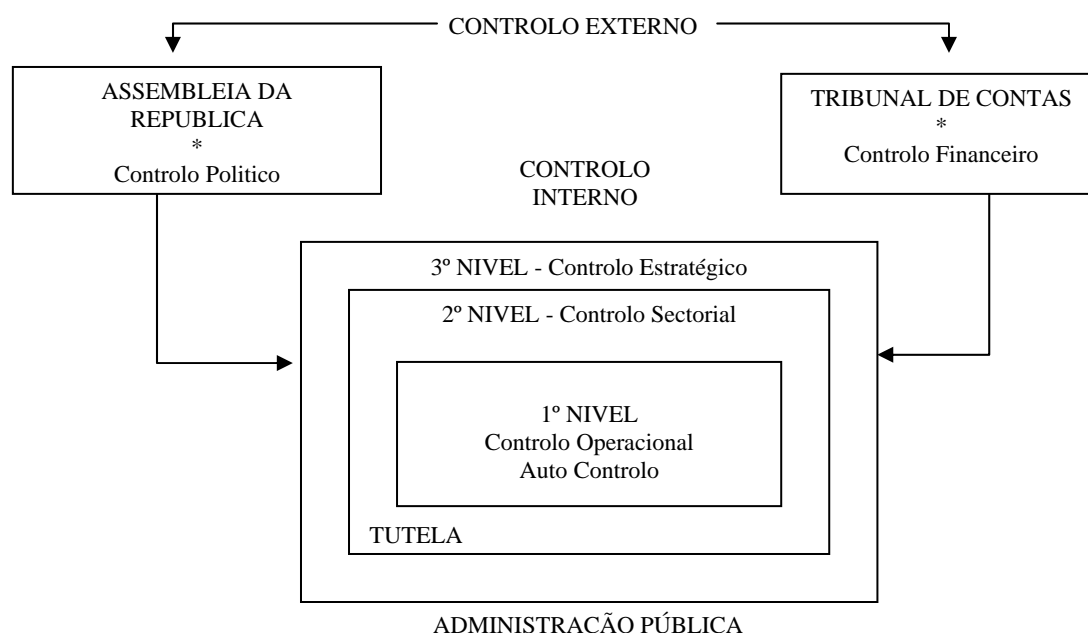 CONTROLO EXTERNO
ASSEMBLEIA DA
REPUBLICA
*
Controlo Politico
TRIBUNAL DE CONTAS
*
Controlo Financeiro
CONTROLO
INTERNO
3º NIVEL - Controlo Estratégico
2º NIVEL - Controlo Sectorial
1º NIVEL
Controlo Operacional
Auto Controlo
TUTELA
ADMINISTRAÇÃO PÚBLICA